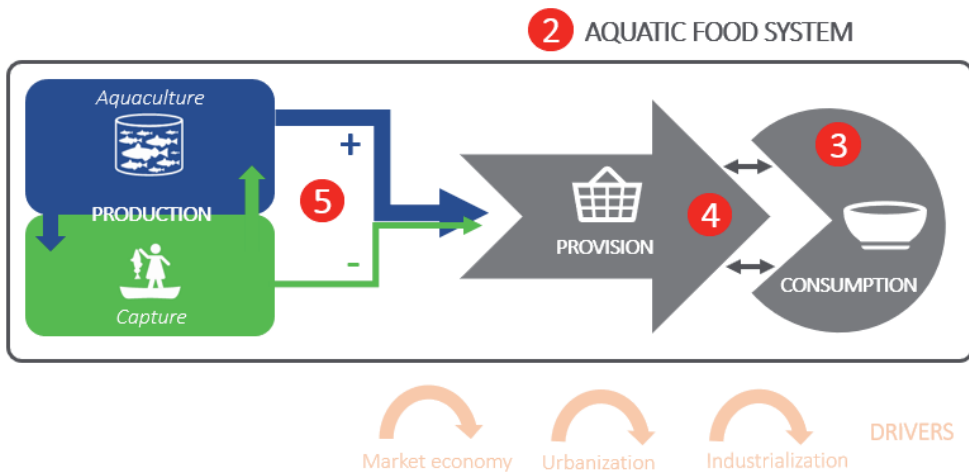 2 AQUATIC FOOD SYSTEM
Aquaculture
PRODUCTION
Capture
+
5
-
PROVISION
4
3
CONSUMPTION
Market economy
Urbanization
Industrialization
DRIVERS